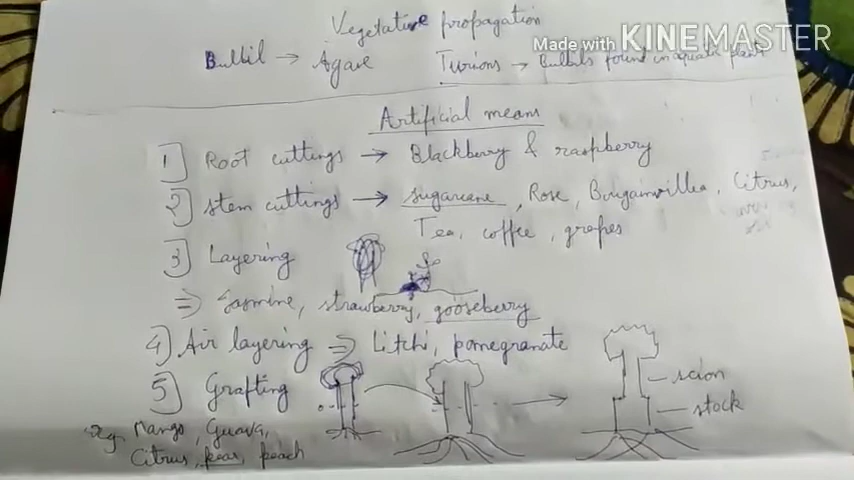 Vegetative propagation
Made with KINEMASTER
Bulbil → Agave Turions → Bulbils found in aquatic plant
Artificial means
1] Root cuttings → Blackberry & raspberry
2] Stem cuttings → sugarcane, Rose, Bougainvillea, Citrus,
Tea, coffee, grapes
3] Layering
⇒ Jasmine, strawberry, gooseberry
4] Air layering ⇒ Litchi, pomegranate
5] Grafting
scion
stock
eg. Mango, Guava,
Citrus, pear, peach